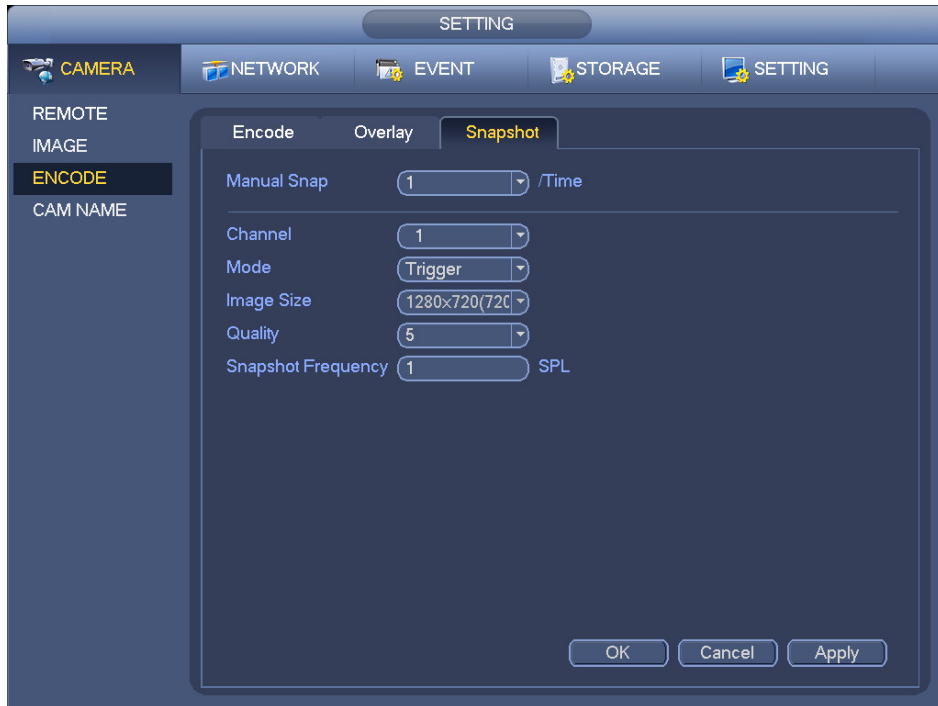 SETTING
CAMERA NETWORK EVENT STORAGE SETTING
REMOTE
IMAGE
ENCODE
CAM NAME
Encode Overlay Snapshot
Manual Snap 1 /Time
Channel 1
Mode Trigger
Image Size 1280×720(720
Quality 5
Snapshot Frequency 1 SPL
OK Cancel Apply